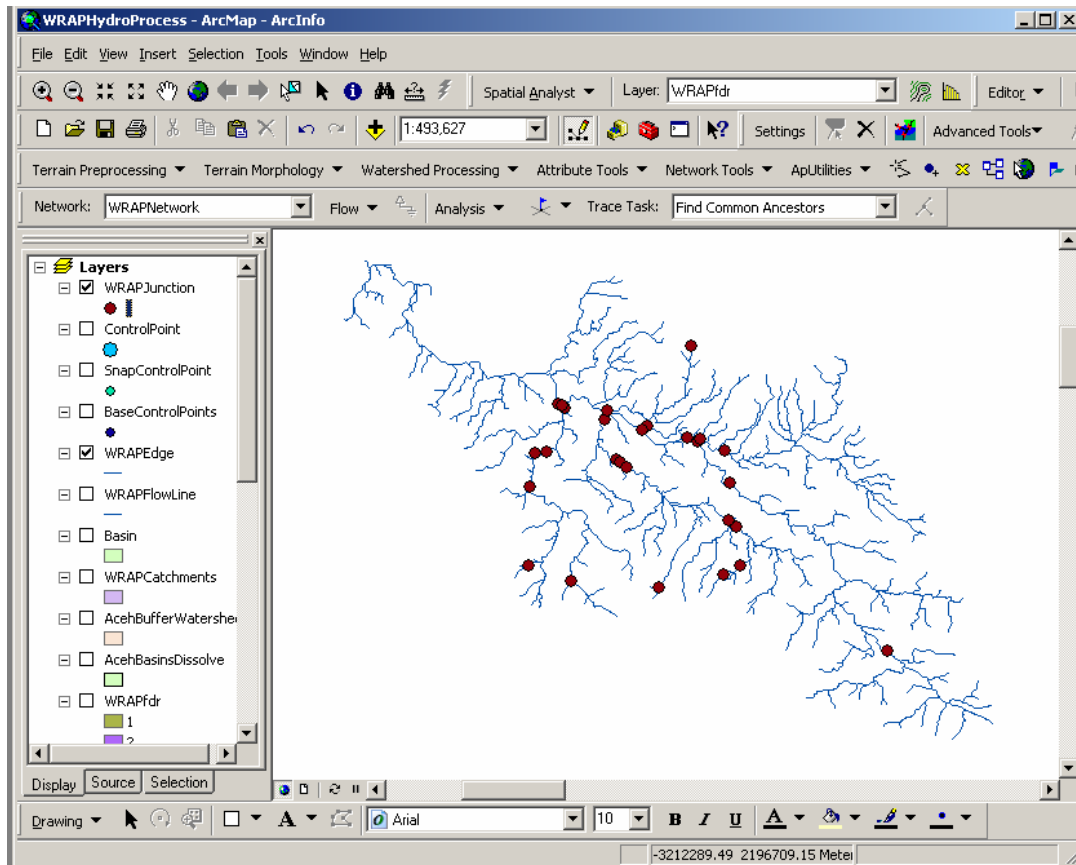 WRAPHydroProcess - ArcMap - ArcInfo
File Edit View Insert Selection Tools Window Help
Spatial Analyst Layer: WRAPfdr Editor
1:493,627 Settings Advanced Tools
Terrain Preprocessing Terrain Morphology Watershed Processing Attribute Tools Network Tools ApUtilities
Network: WRAPNetwork Flow Analysis Trace Task: Find Common Ancestors
Layers
WRAPJunction
ControlPoint
SnapControlPoint
BaseControlPoints
WRAPEdge
WRAPFlowLine
Basin
WRAPCatchments
AcehBufferWatershe
AcehBasinsDissolve
WRAPfdr
1
2
Display Source Selection
Drawing A Arial 10 B I U A
-3212289.49 2196709.15 Meter